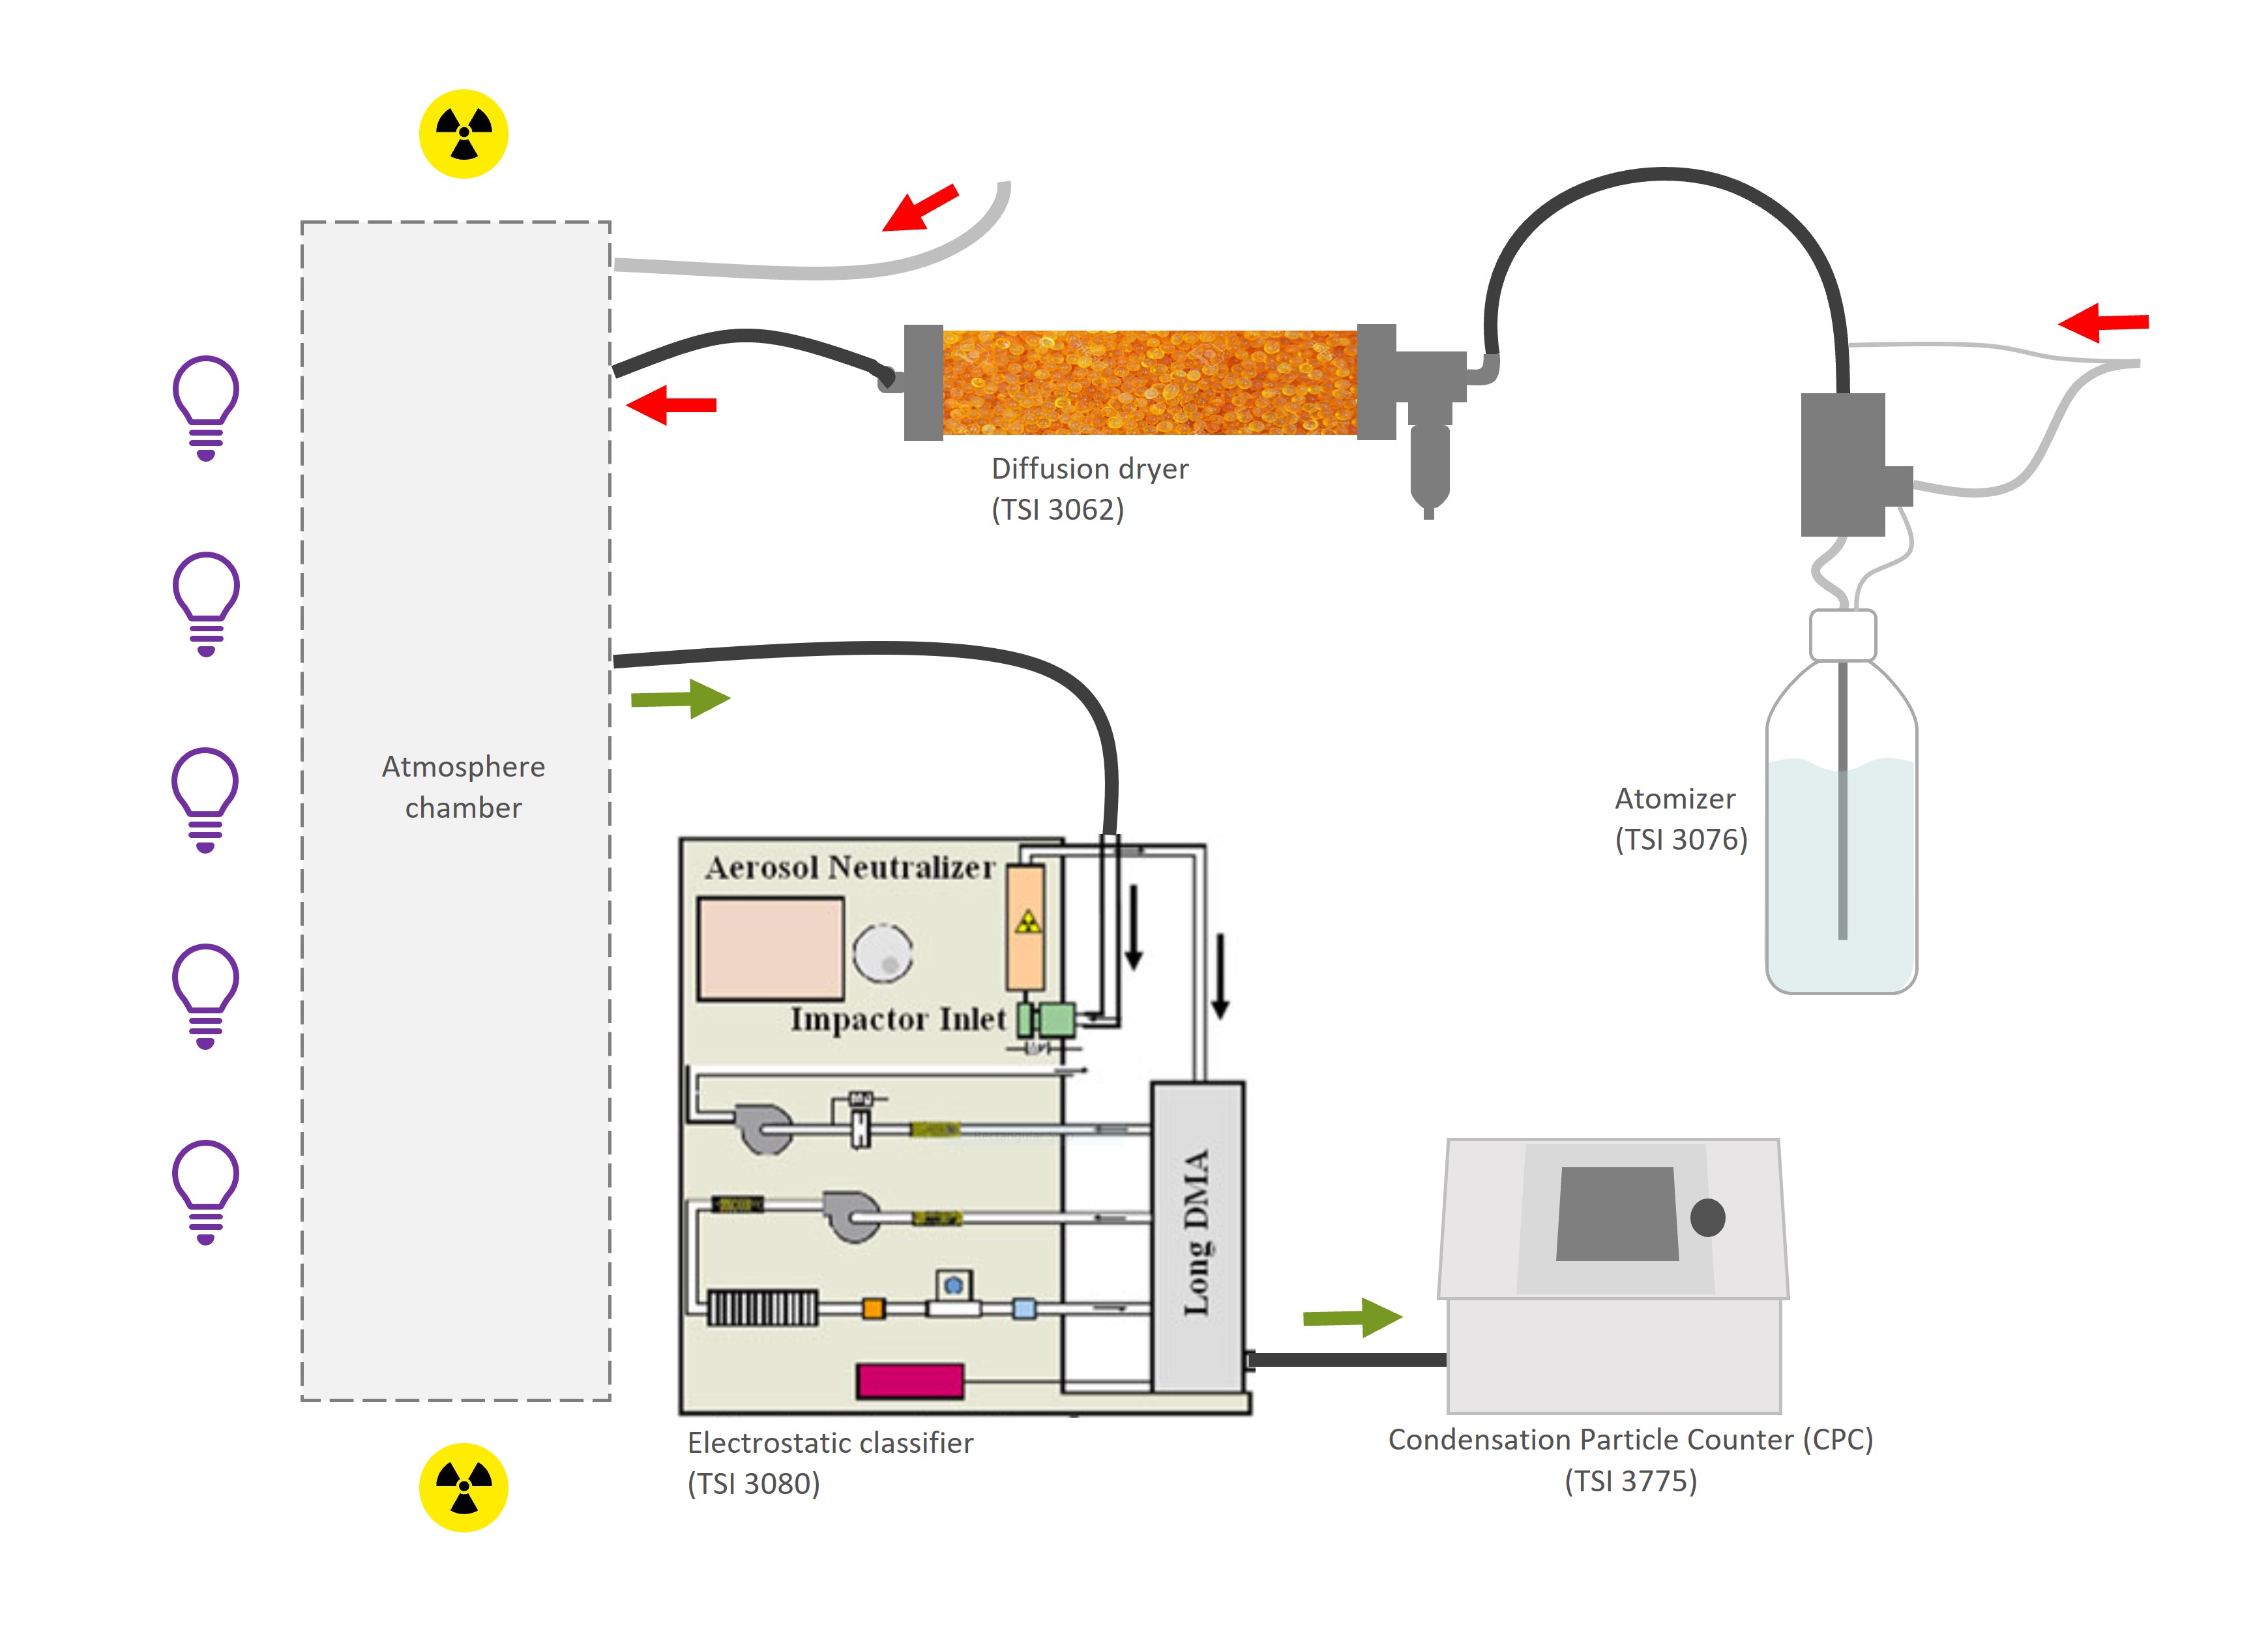 Diffusion dryer
(TSI 3062)
Atmosphere
chamber
Atomizer
(TSI 3076)
Aerosol Neutralizer
Impactor Inlet
Long DMA
Electrostatic classifier
(TSI 3080)
Condensation Particle Counter (CPC)
(TSI 3775)